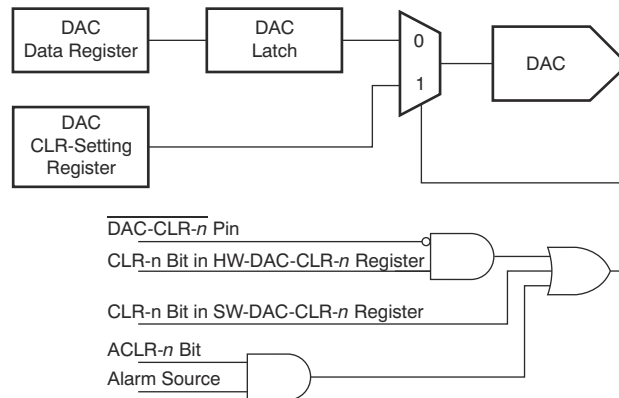 DAC
Data Register
DAC
Latch
0
1
DAC
DAC
CLR-Setting
Register
DAC-CLR-n Pin
CLR-n Bit in HW-DAC-CLR-n Register
CLR-n Bit in SW-DAC-CLR-n Register
ACLR-n Bit
Alarm Source